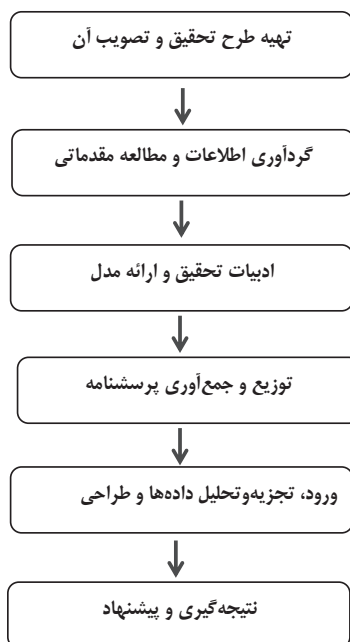 تهیه طرح تحقیق و تصویب آن
گردآوری اطلاعات و مطالعه مقدماتی
ادبیات تحقیق و ارائه مدل
توزیع و جمع‌آوری پرسشنامه
ورود، تجزیه‌وتحلیل داده‌ها و طراحی
نتیجه‌گیری و پیشنهاد